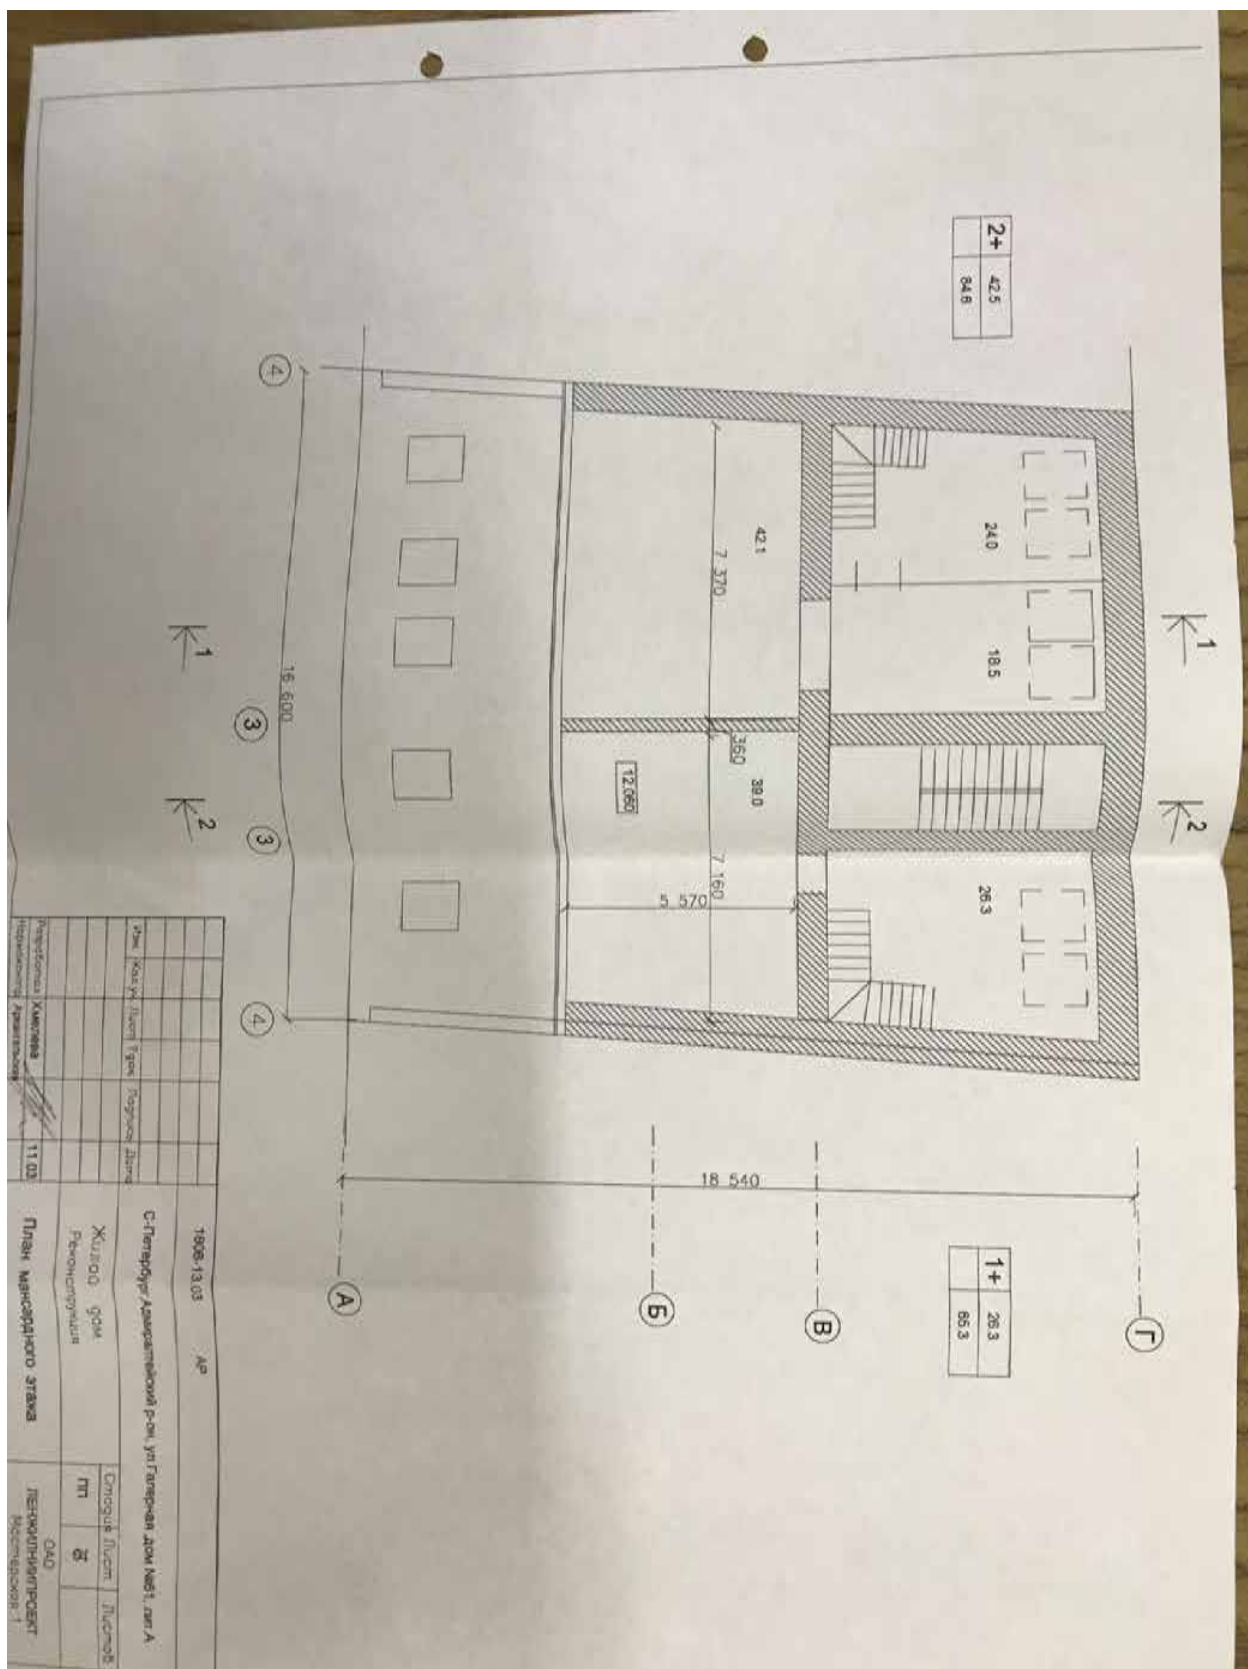 2+ 42.5
84.6
1+ 26.3
65.3
Г
В
Б
А
18 540
24.0
18.5
26.3
1
1
2
2
42.1
7 370
360
39.0
12.060
7 160
5 570
4
3
3
4
16 600
1806-13.03 АР
С-Петербург,Адмиралтейский р-он, ул Галерная дом №61, лит.А
Изм. Кол.уч. Лист Подпись Дата
Жилой дом
Реконструкция
Стадия Лист Листов
ПП
Разработал Хмелева 11.03
План мансардного этажа
ОАО
ЛЕНЖИЛНИИПРОЕКТ
Мастерская-1